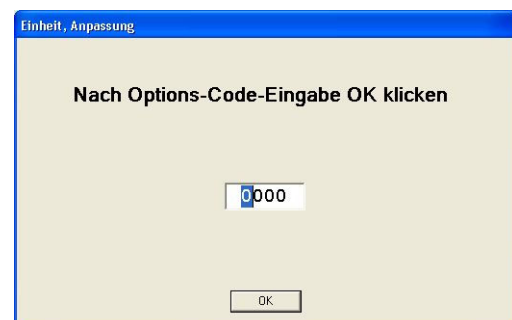 Einheit, Anpassung
Nach Options-Code-Eingabe OK klicken
0000
OK